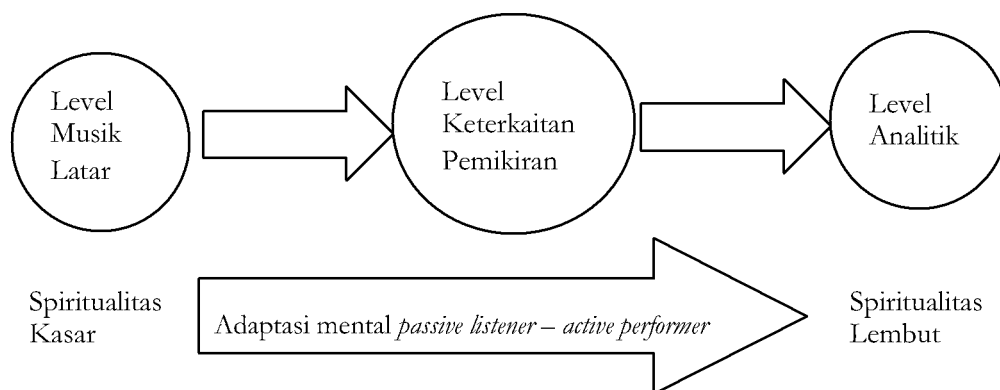 Level
Musik
Latar
Level
Keterkaitan
Pemikiran
Level
Analitik
Spiritualitas
Kasar
Adaptasi mental passive listener – active performer
Spiritualitas
Lembut